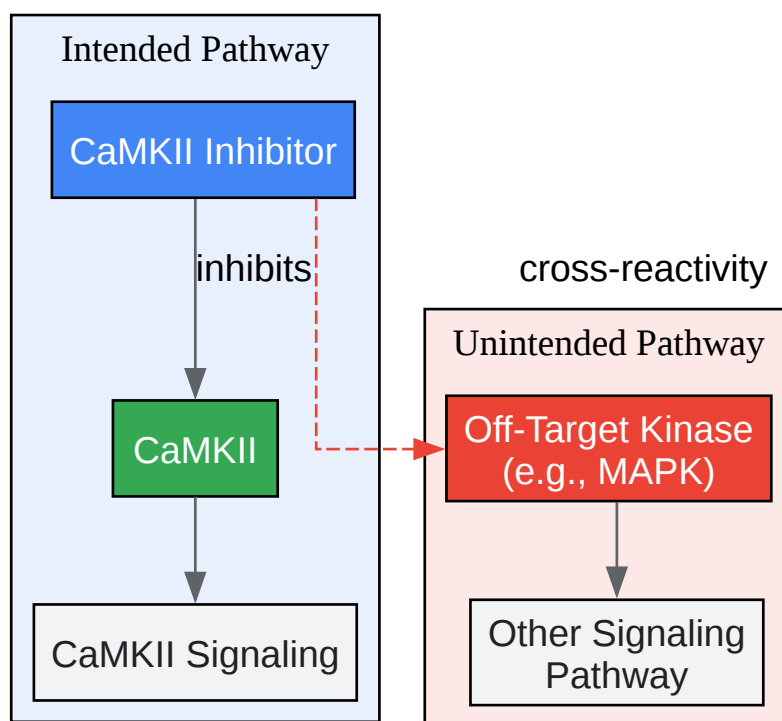 Intended Pathway
CaMKII Inhibitor
inhibits
CaMKII
CaMKII Signaling
cross-reactivity
Unintended Pathway
Off-Target Kinase
(e.g., MAPK)
Other Signaling
Pathway